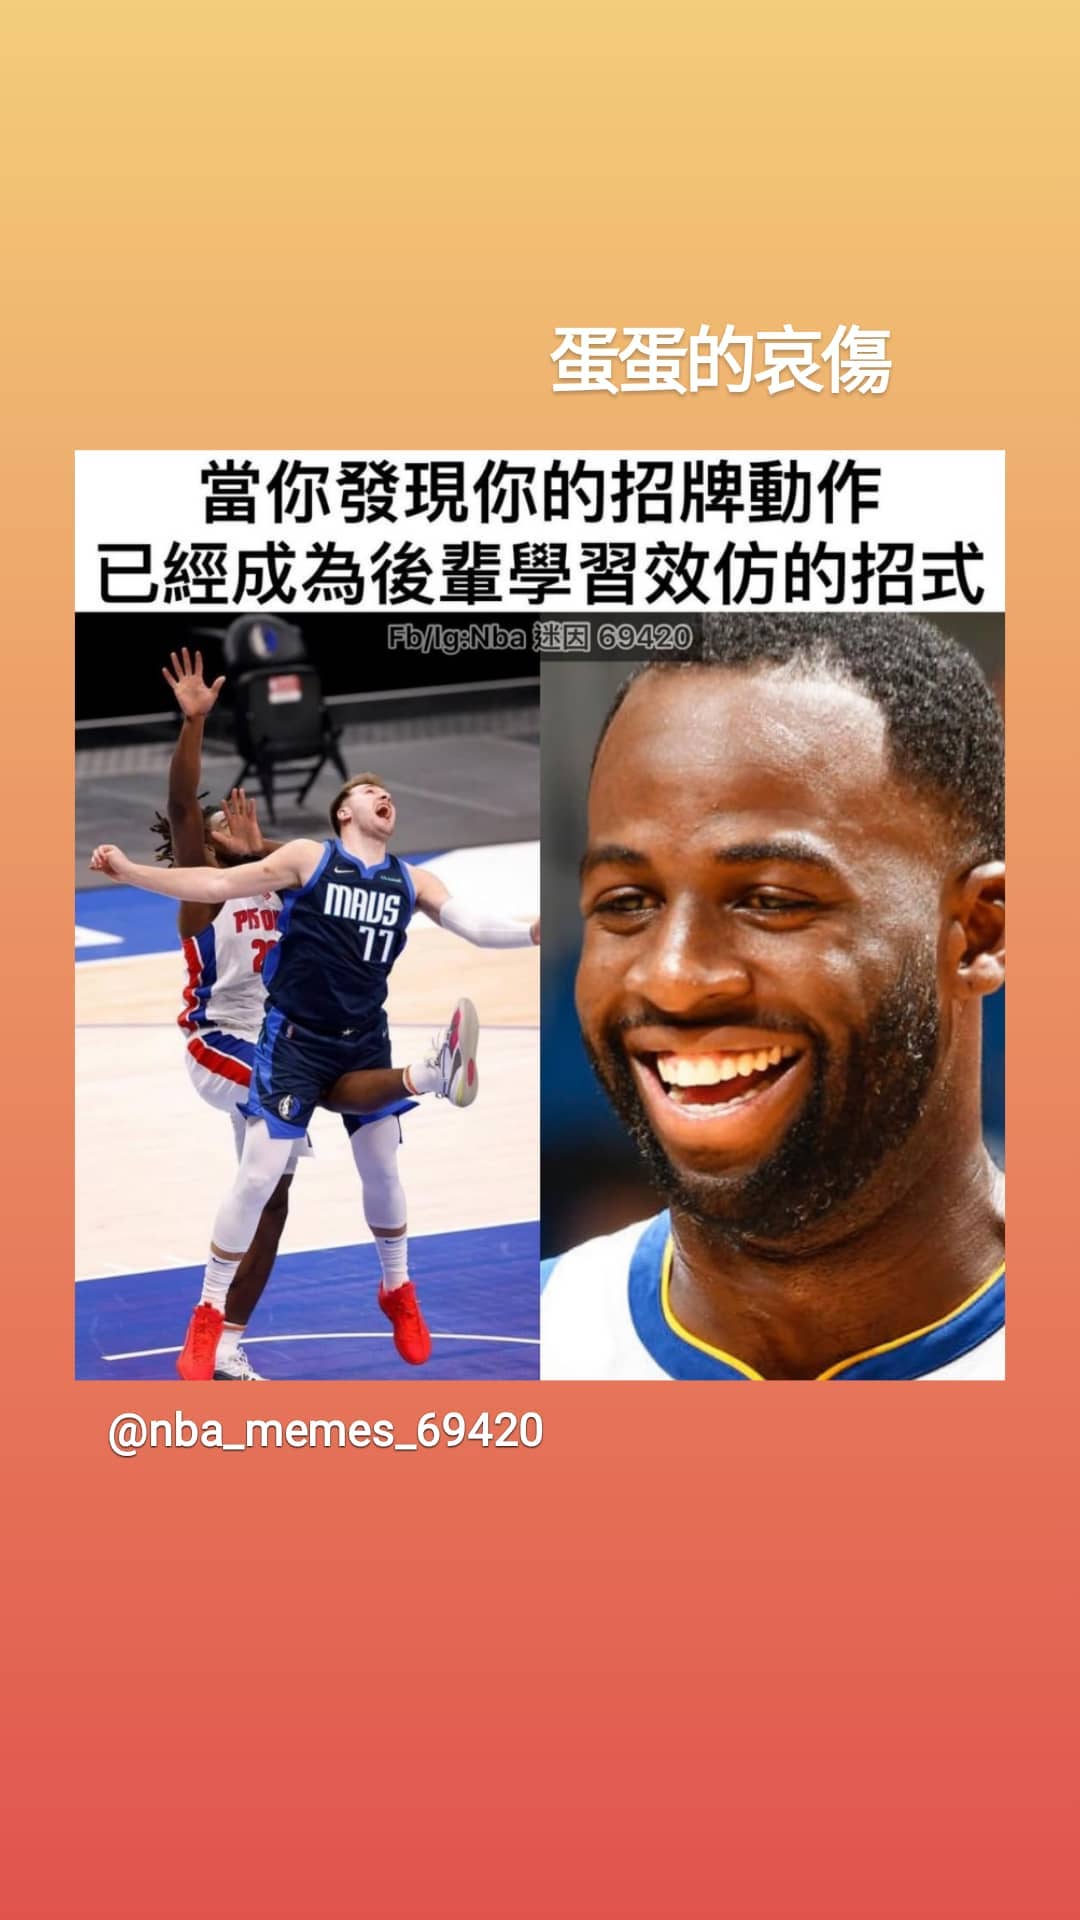 蛋蛋的哀傷
當你發現你的招牌動作
已經成為後輩學習效仿的招式
Fb/Ig:Nba 迷因 69420
MAVS
77
@nba_memes_69420